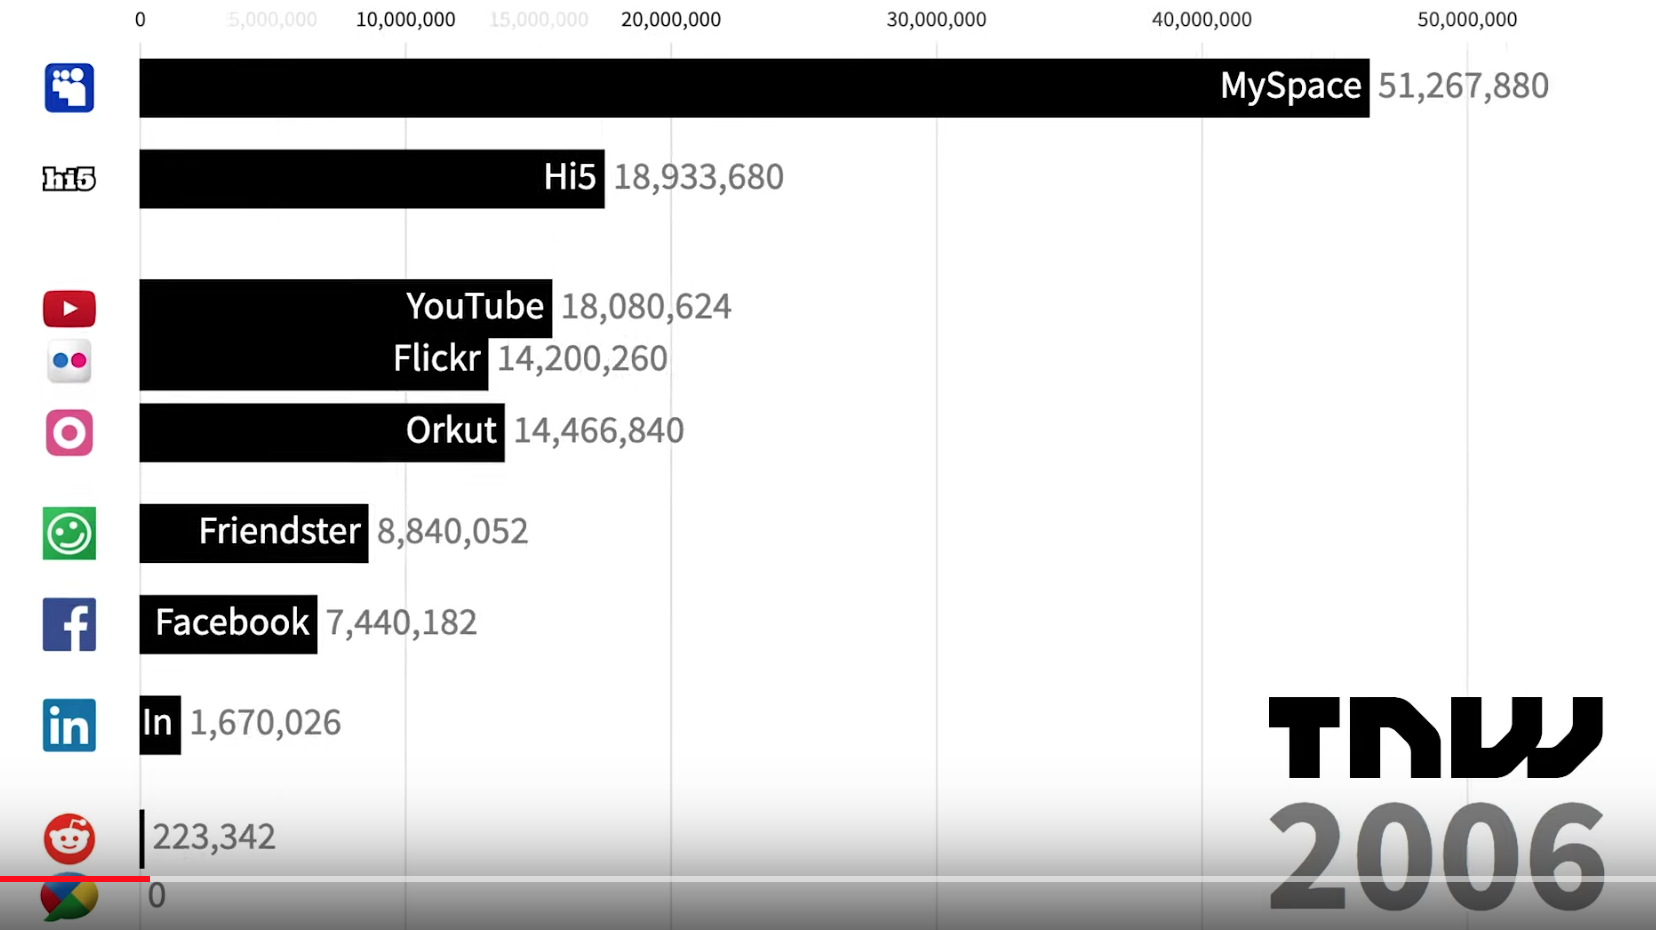 0 5,000,000 10,000,000 15,000,000 20,000,000 30,000,000 40,000,000 50,000,000
MySpace 51,267,880
hi5 Hi5 18,933,680
YouTube 18,080,624
Flickr 14,200,260
Orkut 14,466,840
Friendster 8,840,052
f Facebook 7,440,182
in In 1,670,026
TNW
223,342
2006
0